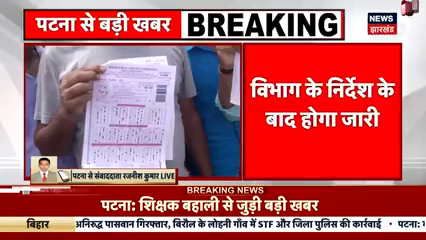 पटना से बड़ी खबर
BREAKING
NEWS
18
झारखंड
विभाग के निर्देश के
बाद होगा जारी
पटना से संवाददाता रजनीश कुमार LIVE
BREAKING NEWS
पटना: शिक्षक बहाली से जुड़ी बड़ी खबर
बिहार
अनिरुद्ध पासवान गिरफ्तार, बिरौल के लोहनी गाँव में STF और जिला पुलिस की कार्रवाई • पटना: